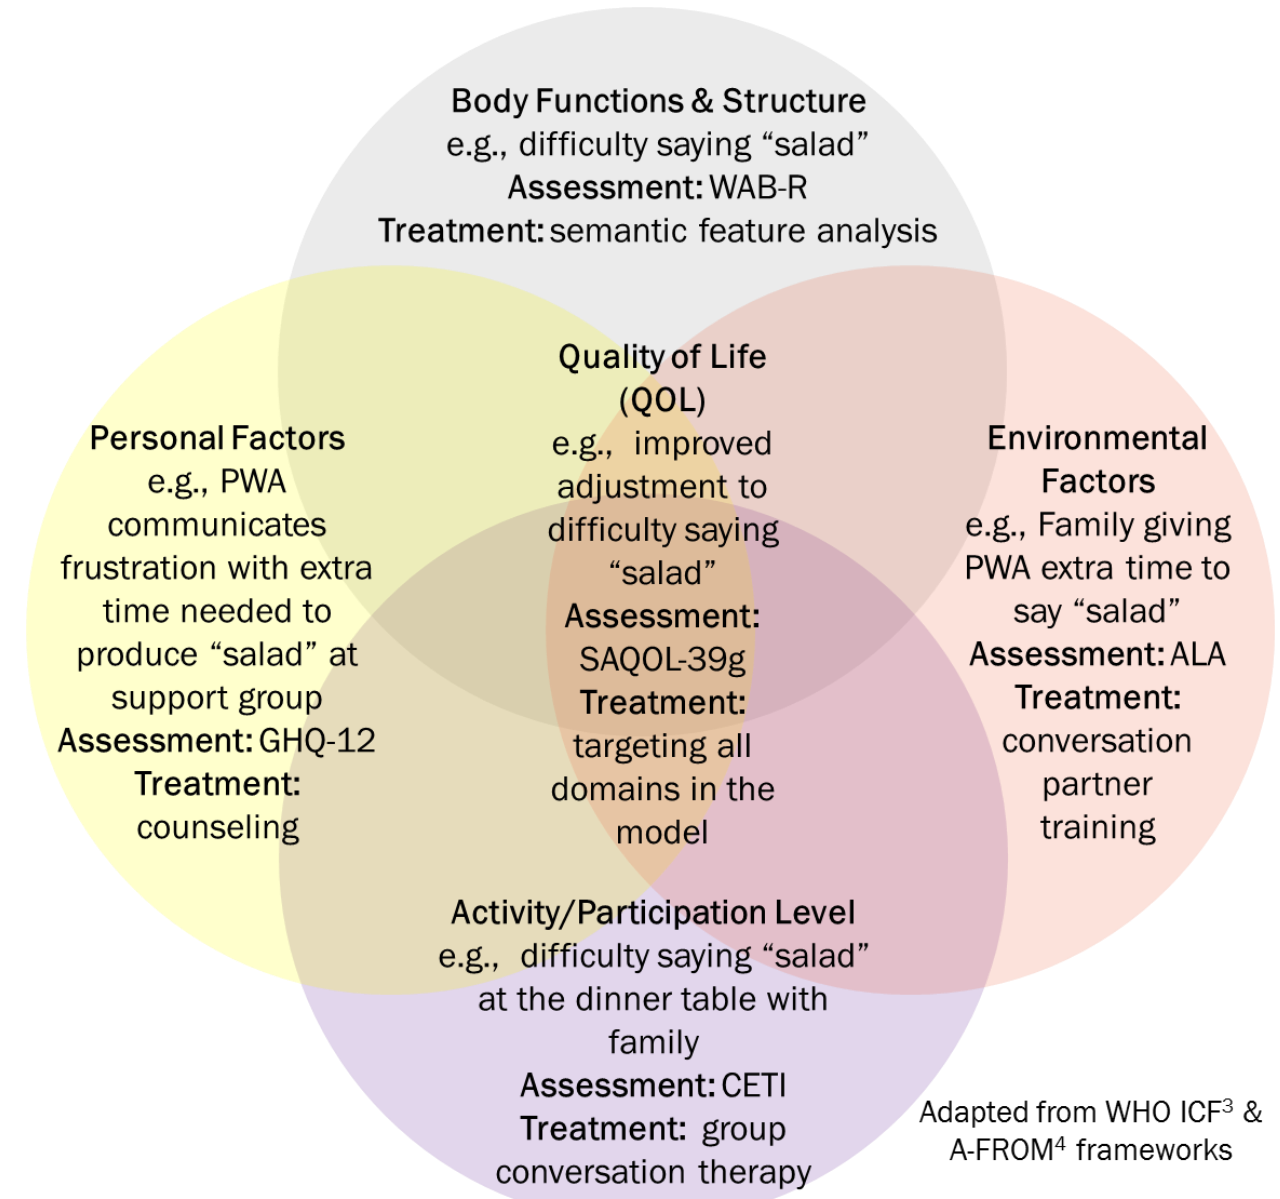 Body Functions & Structure
e.g., difficulty saying “salad”
Assessment: WAB-R
Treatment: semantic feature analysis
Quality of Life
(QOL)
e.g., improved
adjustment to
difficulty saying
“salad”
Assessment:
SAQOL-39g
Treatment:
targeting all
domains in the
model
Personal Factors
e.g., PWA
communicates
frustration with extra
time needed to
produce “salad” at
support group
Assessment: GHQ-12
Treatment:
counseling
Environmental
Factors
e.g., Family giving
PWA extra time to
say “salad”
Assessment: ALA
Treatment:
conversation
partner
training
Activity/Participation Level
e.g., difficulty saying “salad”
at the dinner table with
family
Assessment: CETI
Treatment: group
conversation therapy
Adapted from WHO ICF³ &
A-FROM⁴ frameworks